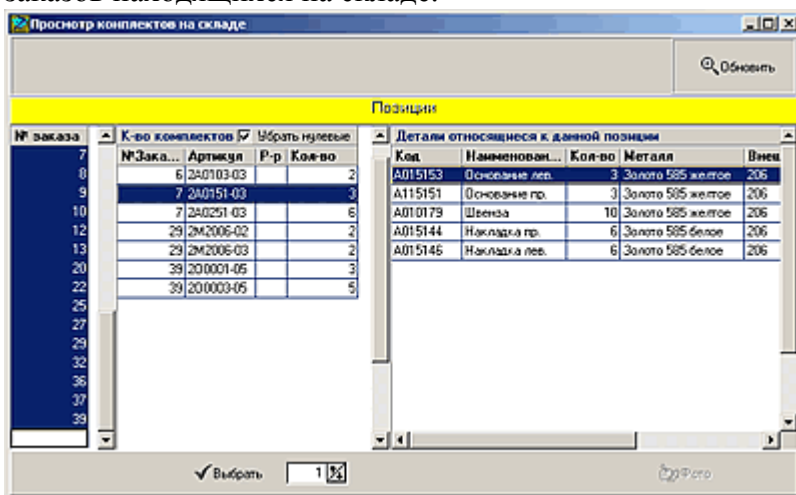 заказов находящиеся на складе.
Просмотр комплектов на складе
Обновить
Позиции
№ заказа К-во комплектов Убрать нулевые Детали относящиеся к данной позиции
№Зака... Артикул Р-р Кол-во Код Наименован... Кол-во Металл Внеш
7 6 2А0103-03 2 А015153 Основание лев. 3 Золото 585 желтое 206
8 7 2А0151-03 3 А115151 Основание пр. 3 Золото 585 желтое 206
9 7 2А0251-03 6 А010179 Швенза 10 Золото 585 желтое 206
10 29 2М2006-02 2 А015144 Накладка пр. 6 Золото 585 белое 206
12 29 2М2006-03 2 А015146 Накладка лев. 6 Золото 585 белое 206
13 39 2О0001-05 3
20 39 2О0003-05 5
22
25
27
29
32
36
37
39
Выбрать 1 Фото